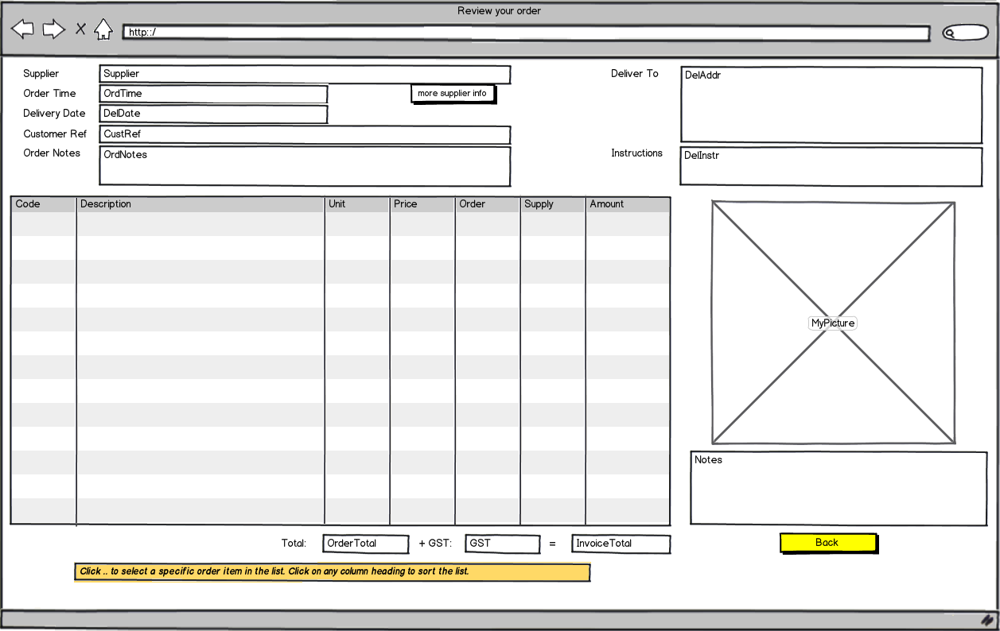 Review your order
X
http::/
Supplier Supplier
Order Time OrdTime
more supplier info
Delivery Date DelDate
Customer Ref CustRef
Order Notes OrdNotes
Deliver To DelAddr
Instructions DelInstr
Code Description Unit Price Order Supply Amount
MyPicture
Notes
Total: OrderTotal + GST: GST = InvoiceTotal
Back
Click .. to select a specific order item in the list. Click on any column heading to sort the list.